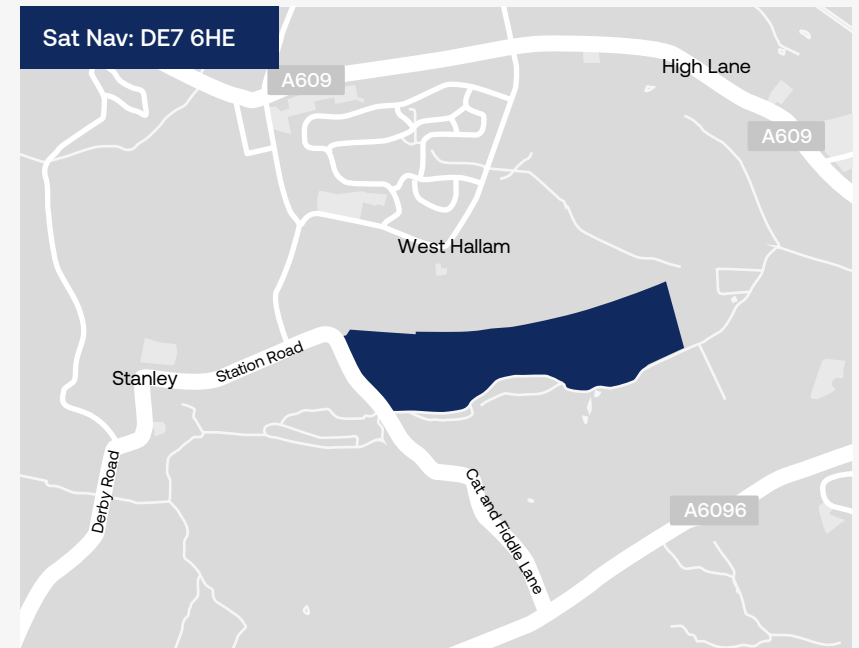 Sat Nav: DE7 6HE
A609
High Lane
A609
West Hallam
Station Road
Stanley
Derby Road
Cat and Fiddle Lane
A6096